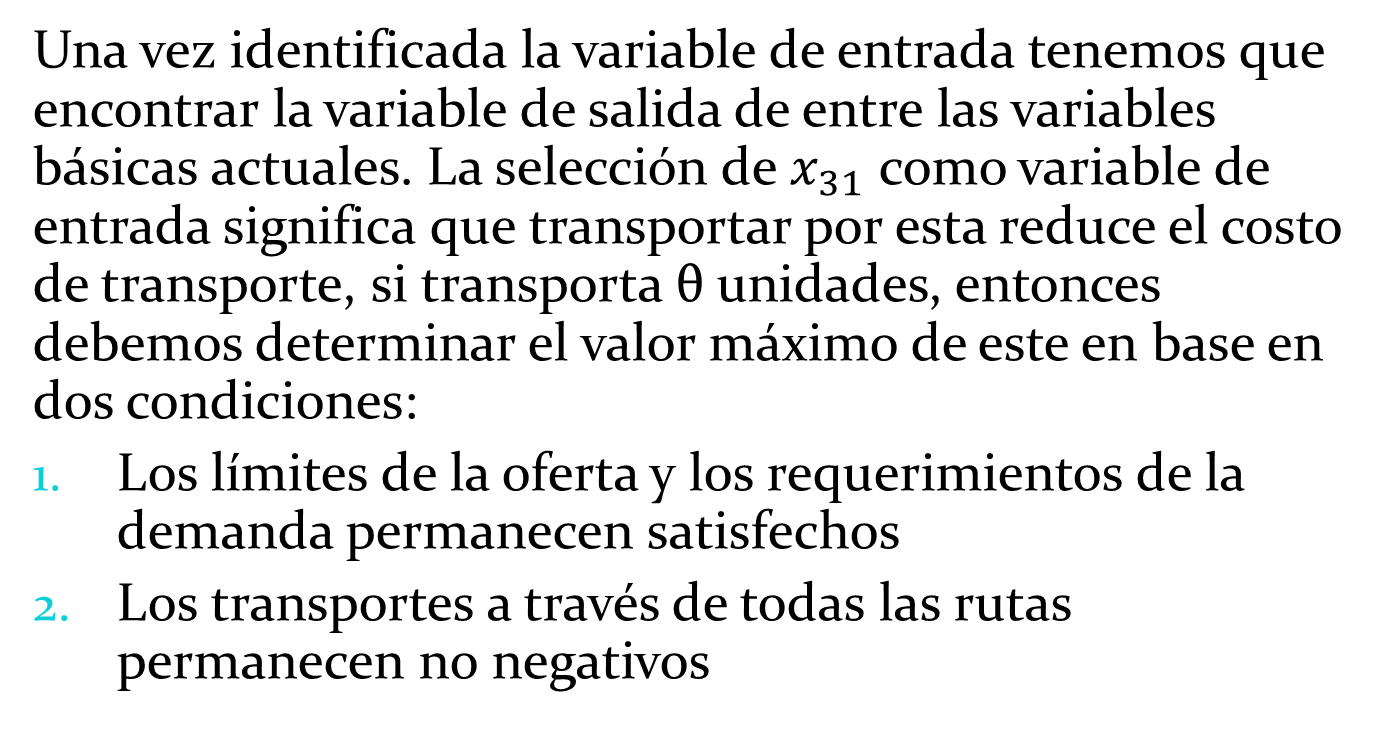 Una vez identificada la variable de entrada tenemos que
encontrar la variable de salida de entre las variables
básicas actuales. La selección de x₃₁ como variable de
entrada significa que transportar por esta reduce el costo
de transporte, si transporta θ unidades, entonces
debemos determinar el valor máximo de este en base en
dos condiciones:
1. Los límites de la oferta y los requerimientos de la
demanda permanecen satisfechos
2. Los transportes a través de todas las rutas
permanecen no negativos